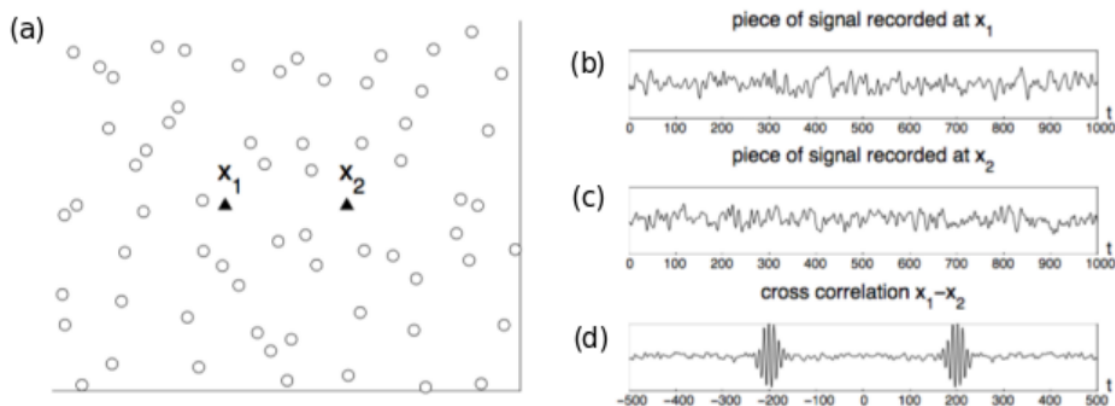 (a)
x1
x2
piece of signal recorded at x1
(b)
t
0 100 200 300 400 500 600 700 800 900 1000
piece of signal recorded at x2
(c)
t
0 100 200 300 400 500 600 700 800 900 1000
cross correlation x1–x2
(d)
t
−500 −400 −300 −200 −100 0 100 200 300 400 500